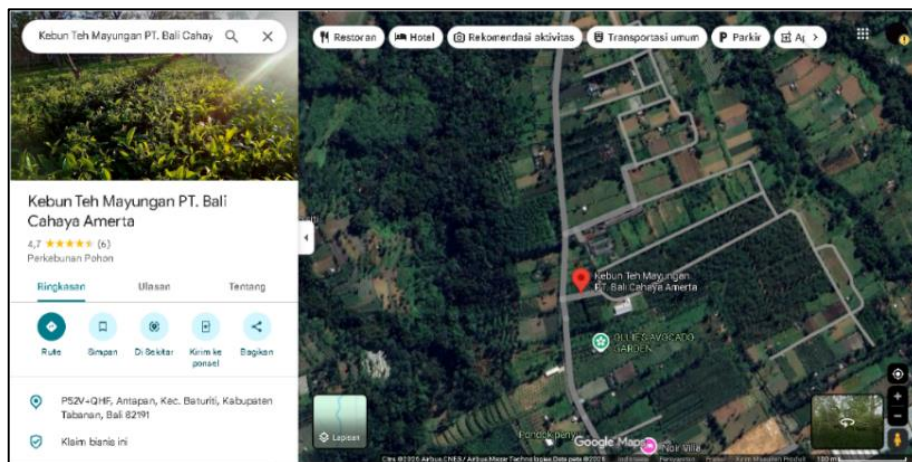 Kebun Teh Mayungan PT. Bali Cahay
Restoran
Hotel
Rekomendasi aktivitas
Transportasi umum
Parkir
Kebun Teh Mayungan PT. Bali
Cahaya Amerta
4,7 (6)
Perkebunan Pohon
Ringkasan
Ulasan
Tentang
Rute
Simpan
Di Sekitar
Kirim ke
ponsel
Bagikan
P52V+QHF, Antapan, Kec. Baturiti, Kabupaten
Tabanan, Bali 82191
Klaim bisnis ini
Kebun Teh Mayungan
PT. Bali Cahaya Amerta
OLLIE'S AVOCADO
GARDEN
Lapisan
Google Maps
Noir Villa